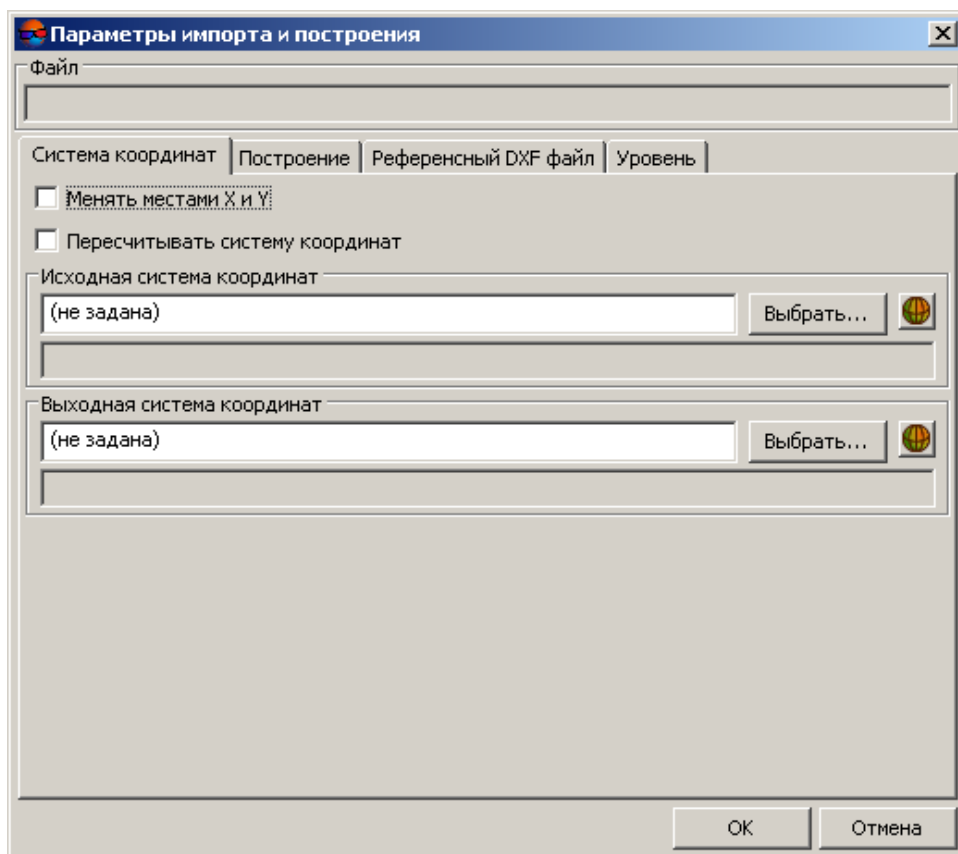 Параметры импорта и построения
Файл
Система координат Построение Референсный DXF файл Уровень
Менять местами X и Y
Пересчитывать систему координат
Исходная система координат
(не задана) Выбрать...
Выходная система координат
(не задана) Выбрать...
OK Отмена